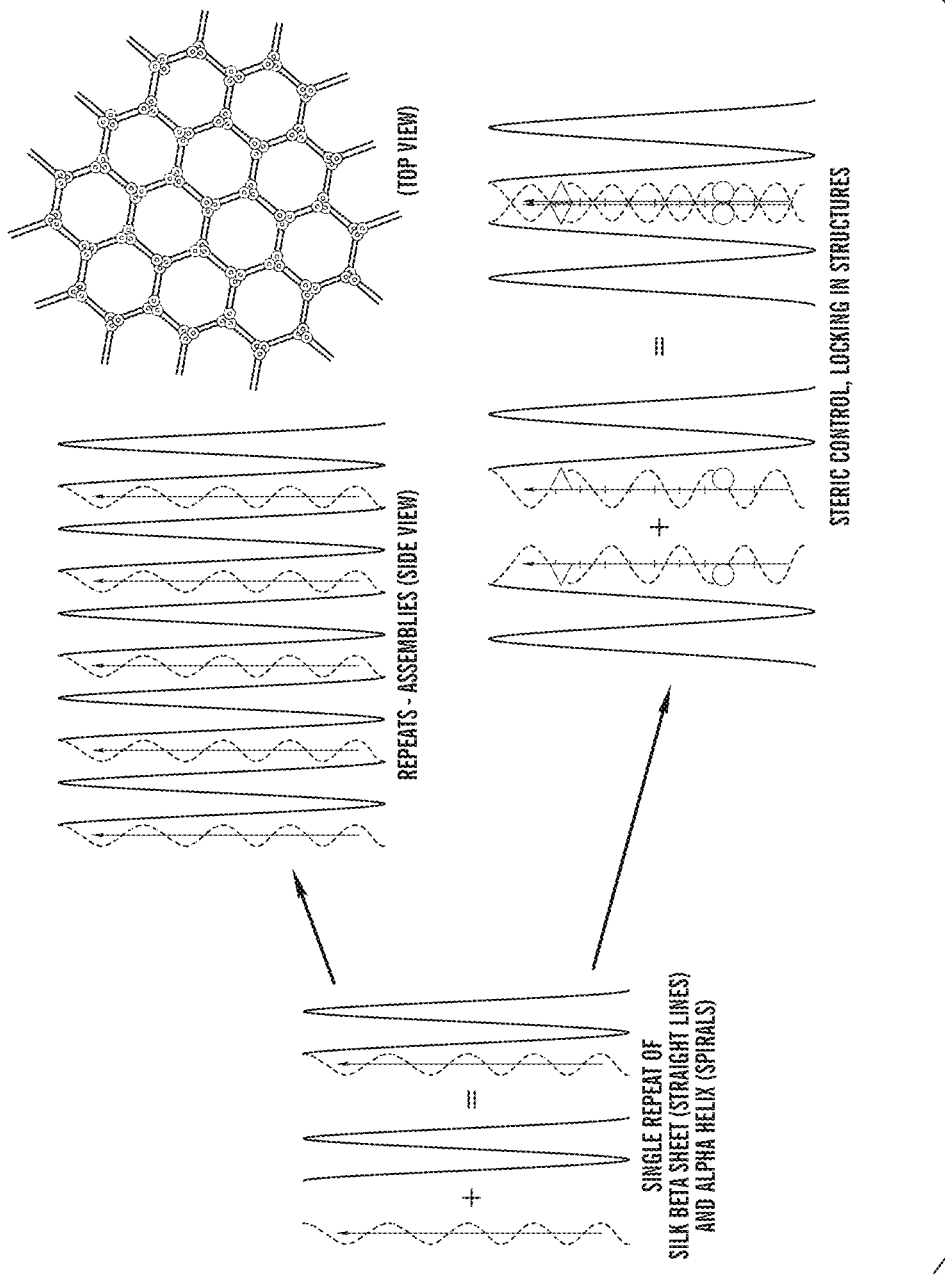 SINGLE REPEAT OF
SILK BETA SHEET (STRAIGHT LINES)
AND ALPHA HELIX (SPIRALS)
REPEATS - ASSEMBLIES (SIDE VIEW)
(TOP VIEW)
STERIC CONTROL, LOCKING IN STRUCTURES